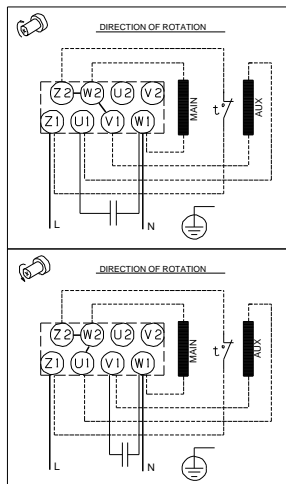 DIRECTION OF ROTATION
Z2 W2 U2 V2
Z1 U1 V1 W1
MAIN
t°
AUX
L
N
DIRECTION OF ROTATION
Z2 W2 U2 V2
Z1 U1 V1 W1
MAIN
t°
AUX
L
N